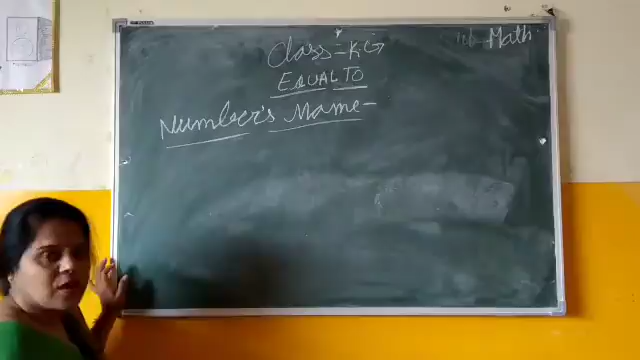 Class = KG
Math
EQUAL TO
Number's Name-